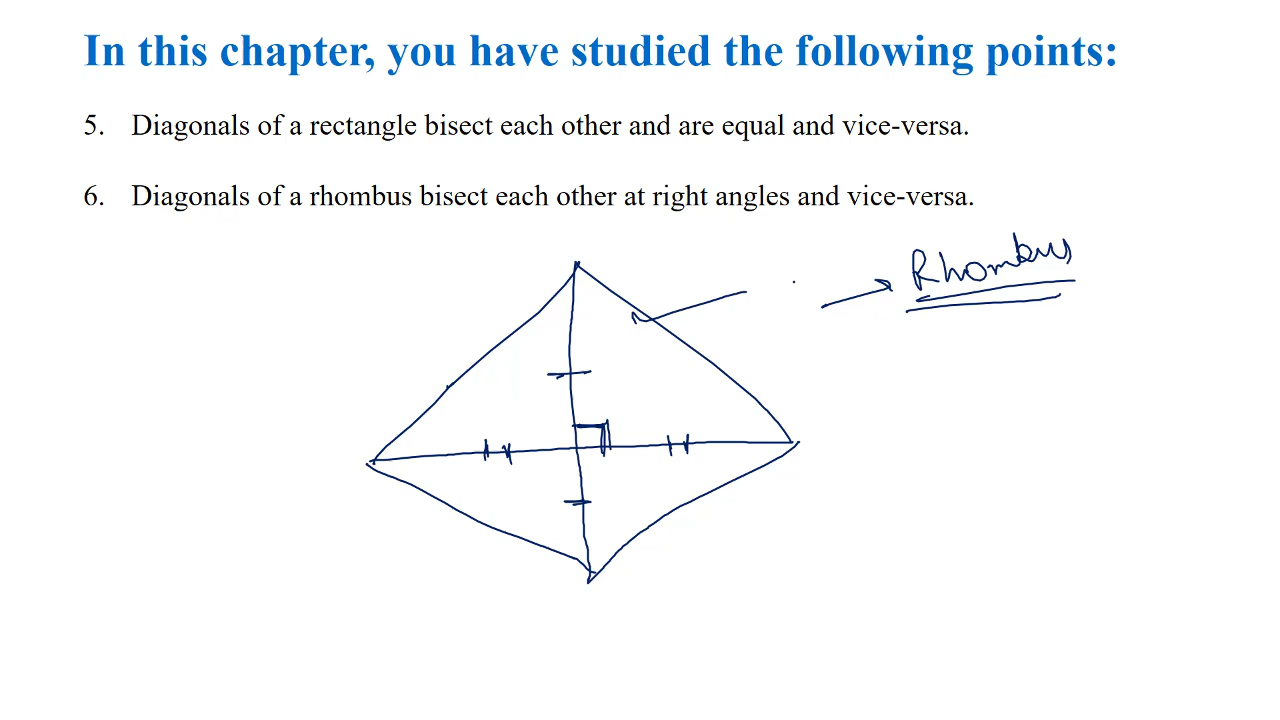 In this chapter, you have studied the following points:
5. Diagonals of a rectangle bisect each other and are equal and vice-versa.
6. Diagonals of a rhombus bisect each other at right angles and vice-versa.
Rhombus